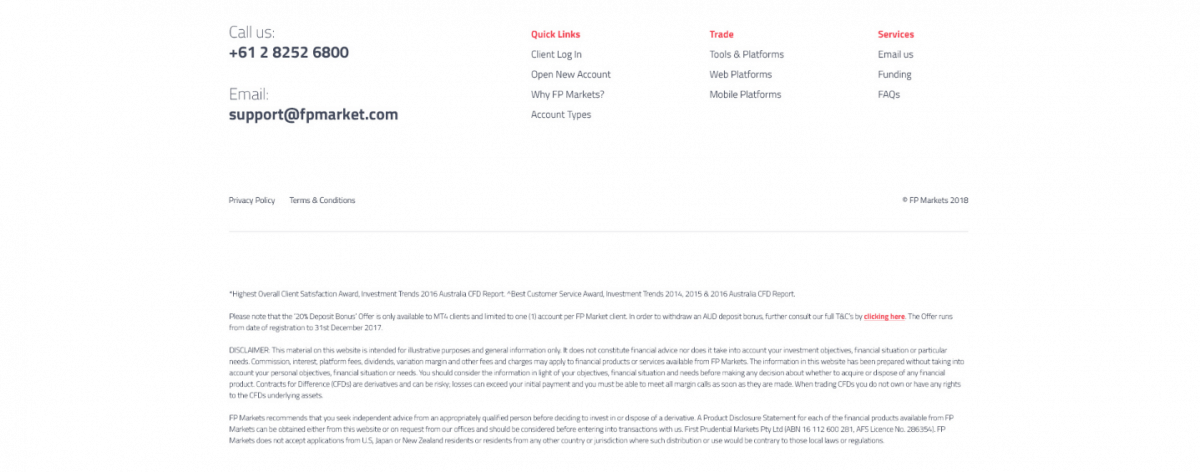 Call us:
+61 2 8252 6800
Email:
support@fpmarket.com
Quick Links
Client Log In
Open New Account
Why FP Markets?
Account Types
Trade
Tools & Platforms
Web Platforms
Mobile Platforms
Services
Email us
Funding
FAQs
Privacy Policy Terms & Conditions
© FP Markets 2018
*Highest Overall Client Satisfaction Award, Investment Trends 2016 Australia CFD Report. ^Best Customer Service Award, Investment Trends 2014, 2015 & 2016 Australia CFD Report.
Please note that the '20% Deposit Bonus' Offer is only available to MT4 clients and limited to one (1) account per FP Market client. In order to withdraw an AUD deposit bonus, further consult our full T&C's by clicking here. The Offer runs
from date of registration to 31st December 2017.
DISCLAIMER: This material on this website is intended for illustrative purposes and general information only. It does not constitute financial advice nor does it take into account your investment objectives, financial situation or particular
needs. Commission, interest, platform fees, dividends, variation margin and other fees and charges may apply to financial products or services available from FP Markets. The information in this website has been prepared without taking into
account your personal objectives, financial situation or needs. You should consider the information in light of your objectives, financial situation and needs before making any decision about whether to acquire or dispose of any financial
product. Contracts for Difference (CFDs) are derivatives and can be risky; losses can exceed your initial payment and you must be able to meet all margin calls as soon as they are made. When trading CFDs you do not own or have any rights
to the CFDs underlying assets.
FP Markets recommends that you seek independent advice from an appropriately qualified person before deciding to invest in or dispose of a derivative. A Product Disclosure Statement for each of the financial products available from FP
Markets can be obtained either from this website or on request from our offices and should be considered before entering into transactions with us. First Prudential Markets Pty Ltd (ABN 16 112 600 281, AFS Licence No. 286354). FP
Markets does not accept applications from U.S, Japan or New Zealand residents or residents from any other country or jurisdiction where such distribution or use would be contrary to those local laws or regulations.